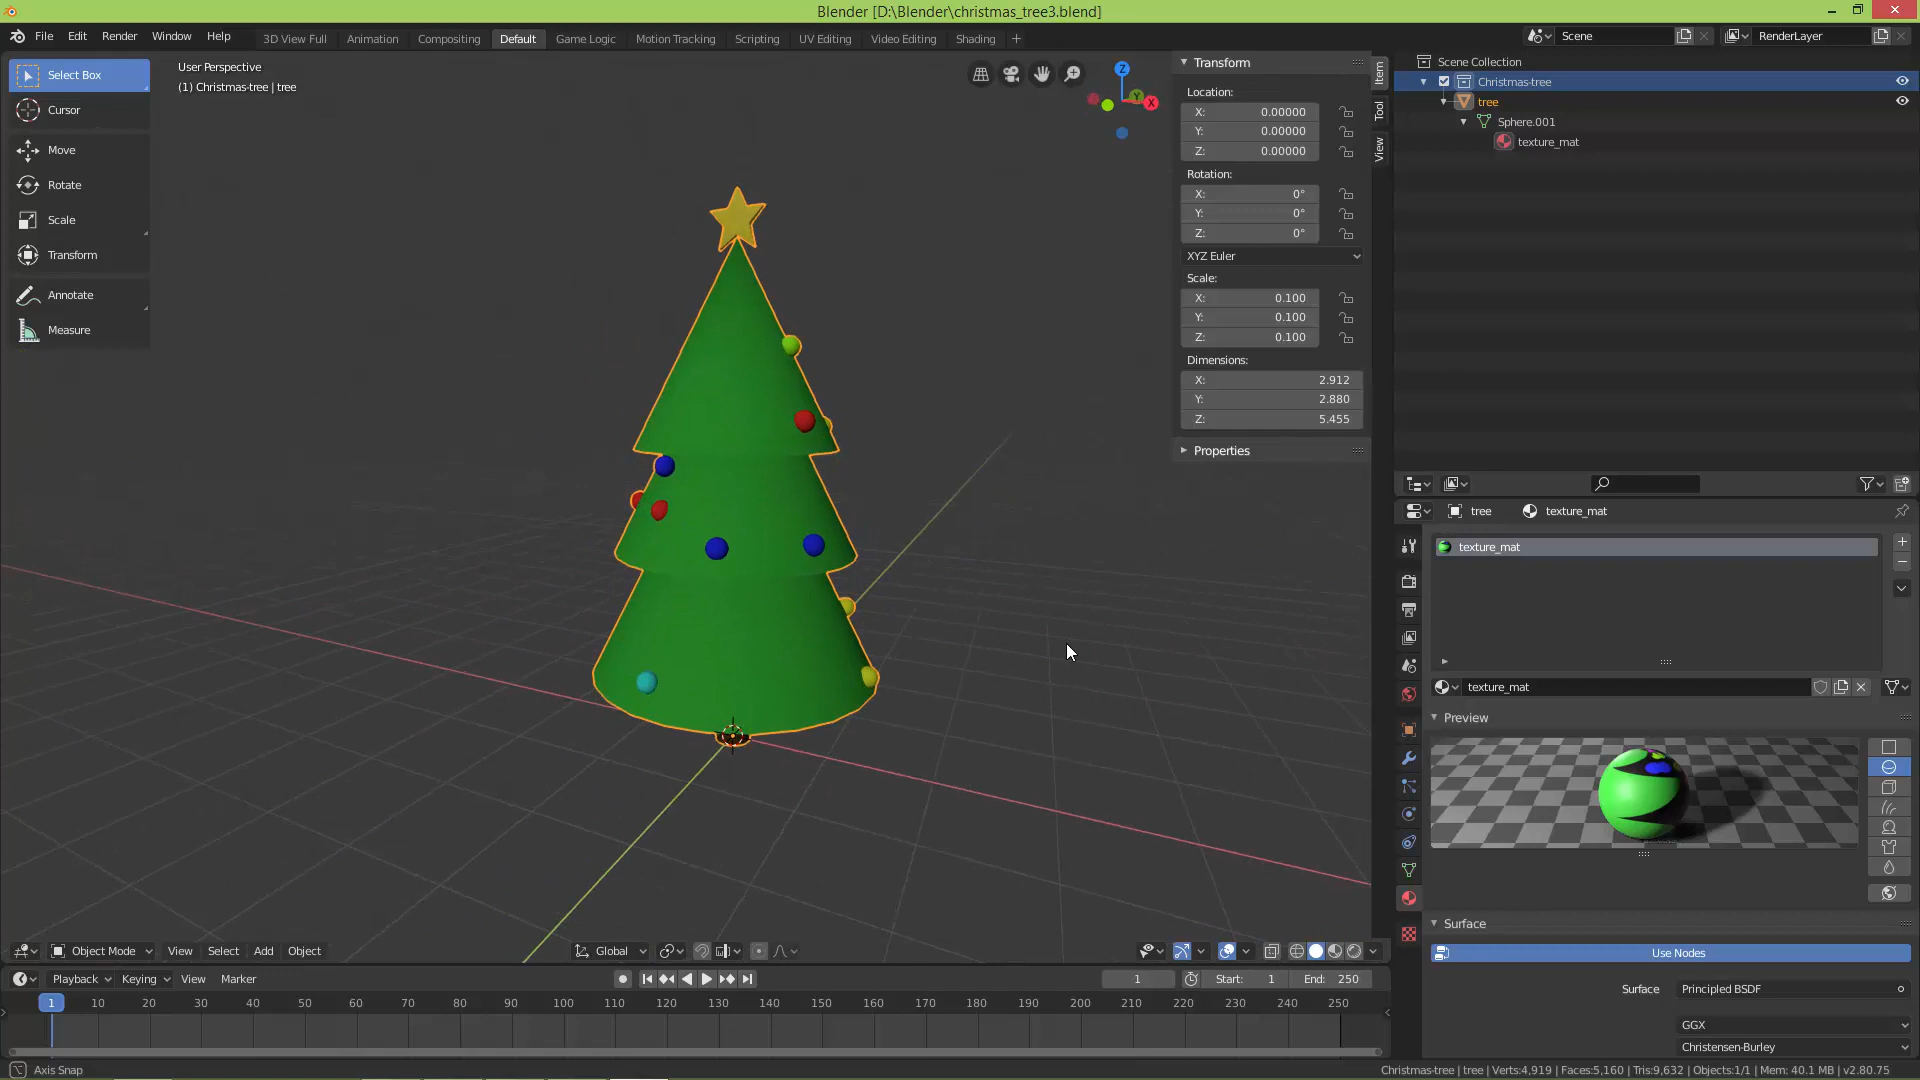 Blender [D:\Blender\christmas_tree3.blend]
File Edit Render Window Help
3D View Full Animation Compositing Default Game Logic Motion Tracking Scripting UV Editing Video Editing Shading +
Scene
RenderLayer
Select Box
Cursor
Move
Rotate
Scale
Transform
Annotate
Measure
User Perspective
(1) Christmas-tree | tree
Z
Y
X
Transform
Location:
X: 0.00000
Y: 0.00000
Z: 0.00000
Rotation:
X: 0°
Y: 0°
Z: 0°
XYZ Euler
Scale:
X: 0.100
Y: 0.100
Z: 0.100
Dimensions:
X: 2.912
Y: 2.880
Z: 5.455
Properties
Item
Tool
View
Scene Collection
Christmas-tree
tree
Sphere.001
texture_mat
tree texture_mat
texture_mat
texture_mat
Preview
Surface
Use Nodes
Surface Principled BSDF
GGX
Christensen-Burley
Object Mode View Select Add Object
Global
Playback Keying View Marker
1 Start: 1 End: 250
1 10 20 30 40 50 60 70 80 90 100 110 120 130 140 150 160 170 180 190 200 210 220 230 240 250
Axis Snap
Christmas-tree | tree | Verts:4,919 | Faces:5,160 | Tris:9,632 | Objects:1/1 | Mem: 40.1 MB | v2.80.75